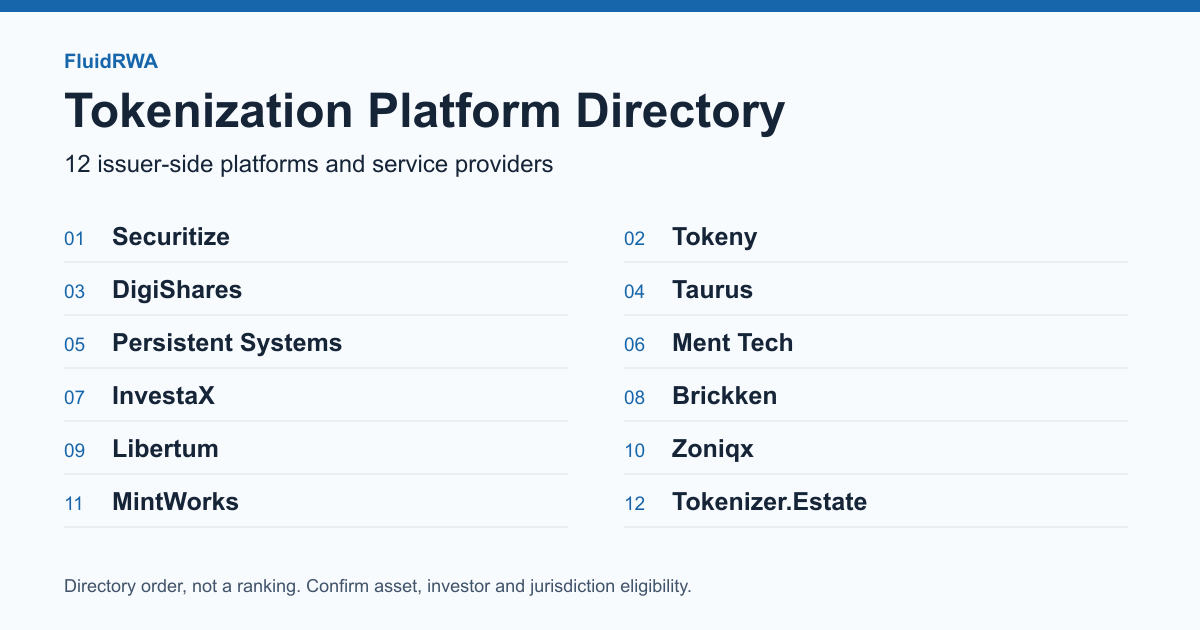 FluidRWA
Tokenization Platform Directory
12 issuer-side platforms and service providers
01 Securitize
02 Tokeny
03 DigiShares
04 Taurus
05 Persistent Systems
06 Ment Tech
07 InvestaX
08 Brickken
09 Libertum
10 Zoniqx
11 MintWorks
12 Tokenizer.Estate
Directory order, not a ranking. Confirm asset, investor and jurisdiction eligibility.